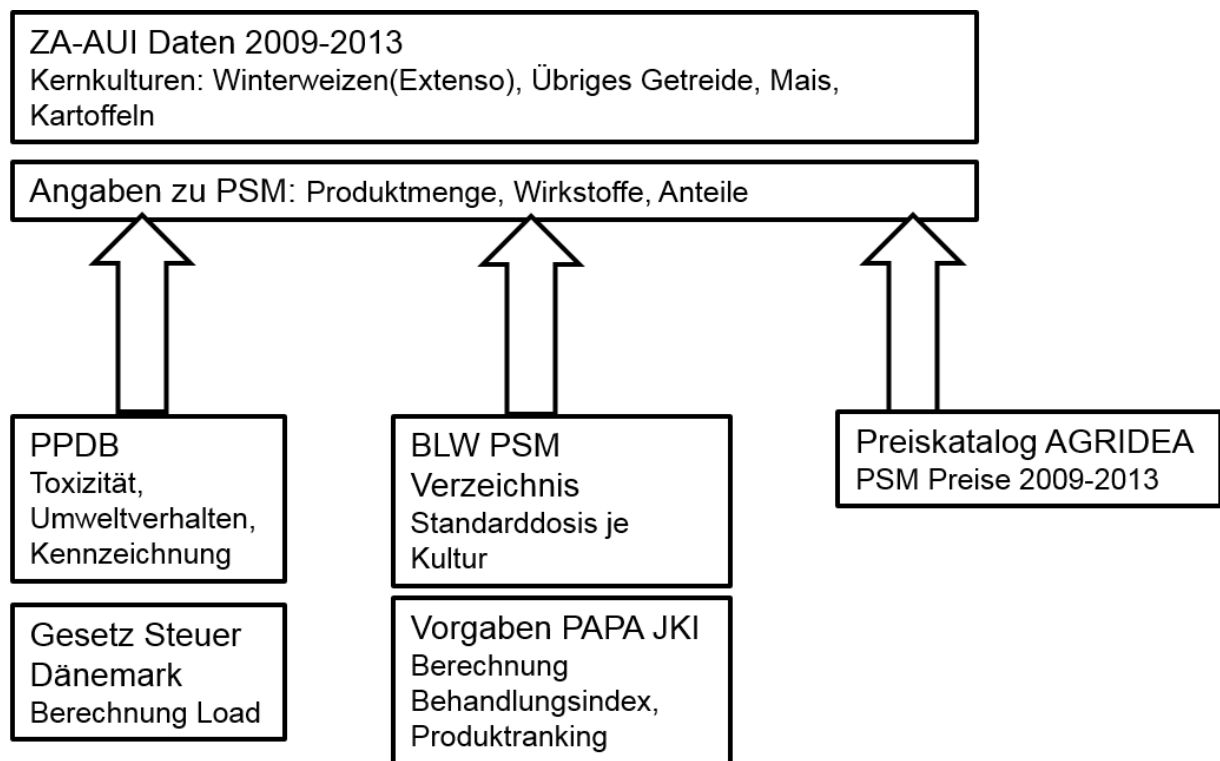 ZA-AUI Daten 2009-2013
Kernkulturen: Winterweizen(Extenso), Übriges Getreide, Mais,
Kartoffeln
Angaben zu PSM: Produktmenge, Wirkstoffe, Anteile
PPDB
Toxizität,
Umweltverhalten,
Kennzeichnung
Gesetz Steuer
Dänemark
Berechnung Load
BLW PSM
Verzeichnis
Standarddosis je
Kultur
Vorgaben PAPA JKI
Berechnung
Behandlungsindex,
Produktranking
Preiskatalog AGRIDEA
PSM Preise 2009-2013